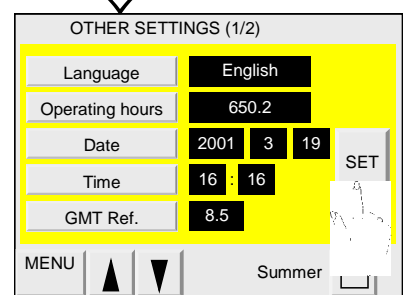 OTHER SETTINGS (1/2)
Language English
Operating hours 650.2
Date 2001 3 19
SET
Time 16 : 16
GMT Ref. 8.5
MENU Summer